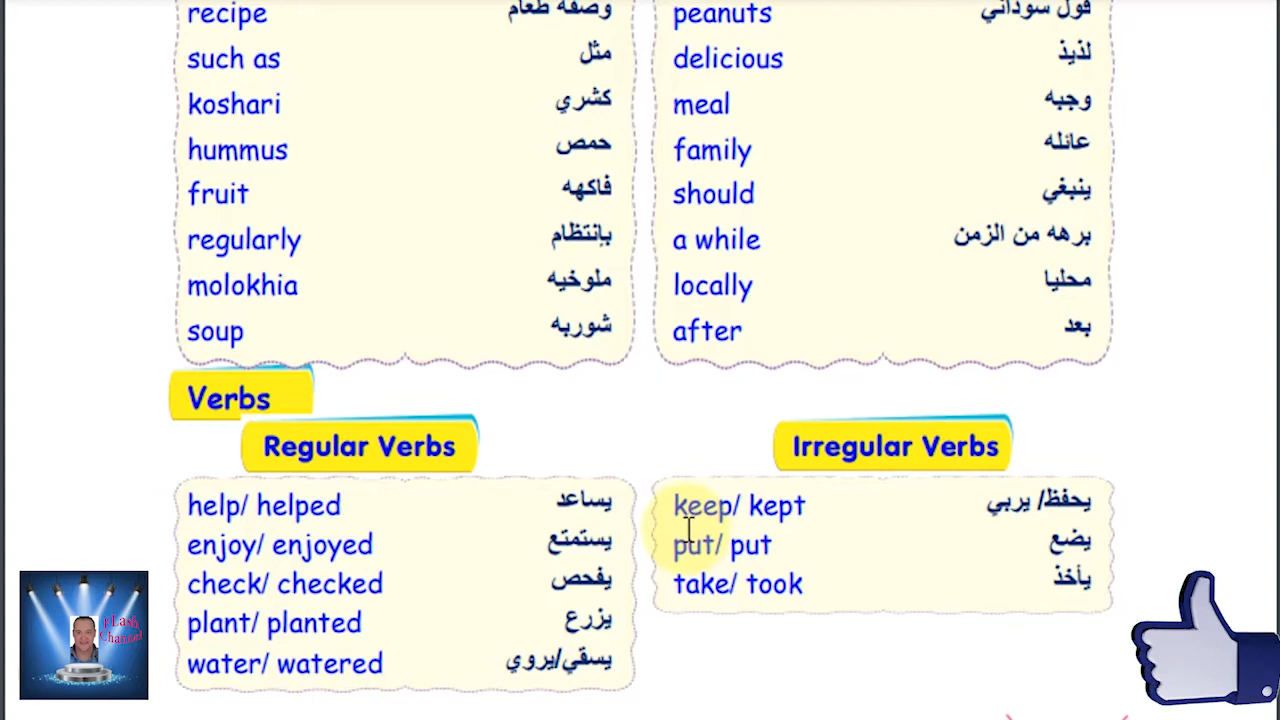 recipe وصفه طعام
such as مثل
koshari كشري
hummus حمص
fruit فاكهه
regularly بإنتظام
molokhia ملوخيه
soup شوربه
peanuts فول سوداني
delicious لذيذ
meal وجبه
family عائله
should ينبغي
a while برهه من الزمن
locally محليا
after بعد
Verbs
Regular Verbs
help/ helped يساعد
enjoy/ enjoyed يستمتع
check/ checked يفحص
plant/ planted يزرع
water/ watered يسقي/يروي
Irregular Verbs
keep/ kept يحفظ/ يربي
put/ put يضع
take/ took يأخذ
fLash
Channel